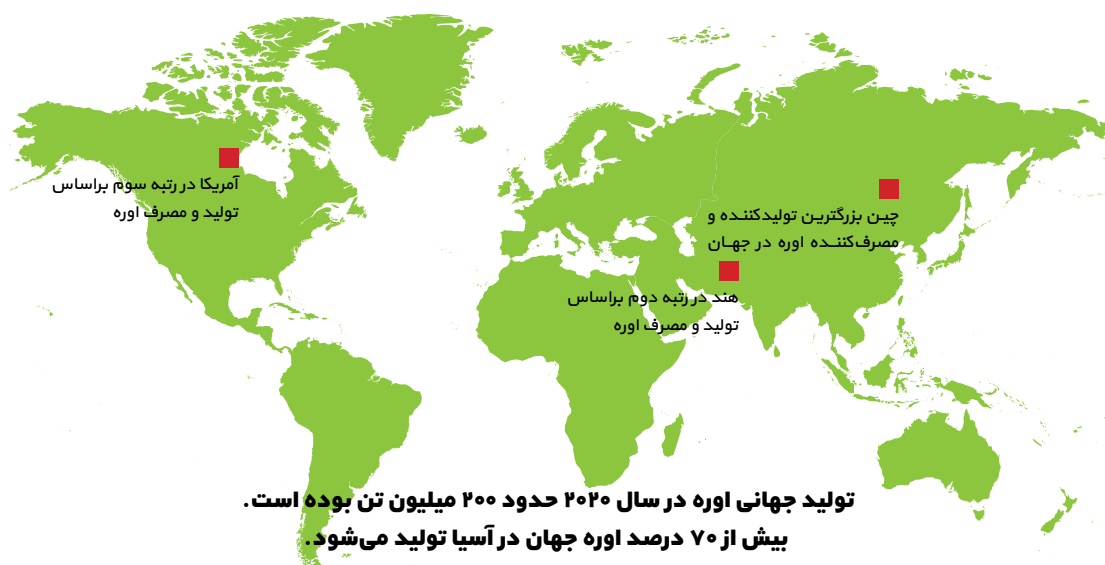 آمریکا در رتبه سوم براساس
تولید و مصرف اوره
چین بزرگترین تولیدکننده و
مصرف‌کننده اوره در جهان
هند در رتبه دوم براساس
تولید و مصرف اوره
تولید جهانی اوره در سال ۲۰۲۰ حدود ۲۰۰ میلیون تن بوده است.
بیش از ۷۰ درصد اوره جهان در آسیا تولید می‌شود.